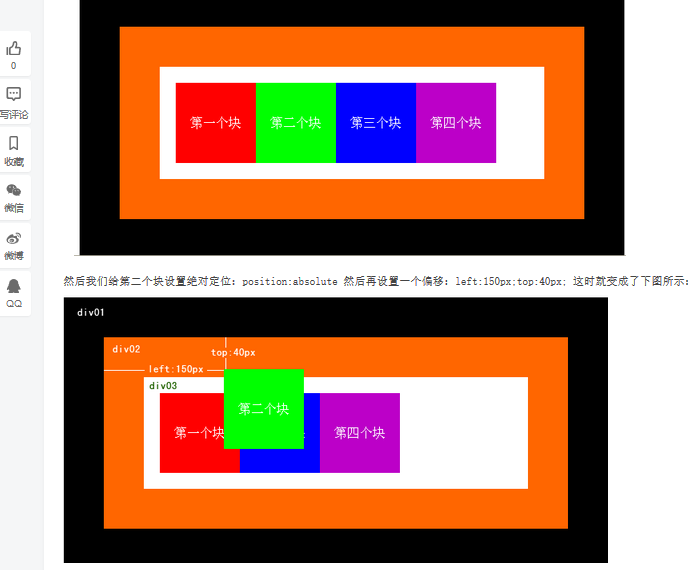 0
写评论
收藏
微信
微博
QQ
第一个块 第二个块 第三个块 第四个块
然后我们给第二个块设置绝对定位：position:absolute 然后再设置一个偏移：left:150px;top:40px; 这时就变成了下图所示：
div01
div02 top:40px
left:150px
div03
第二个块
第一个块 第四个块